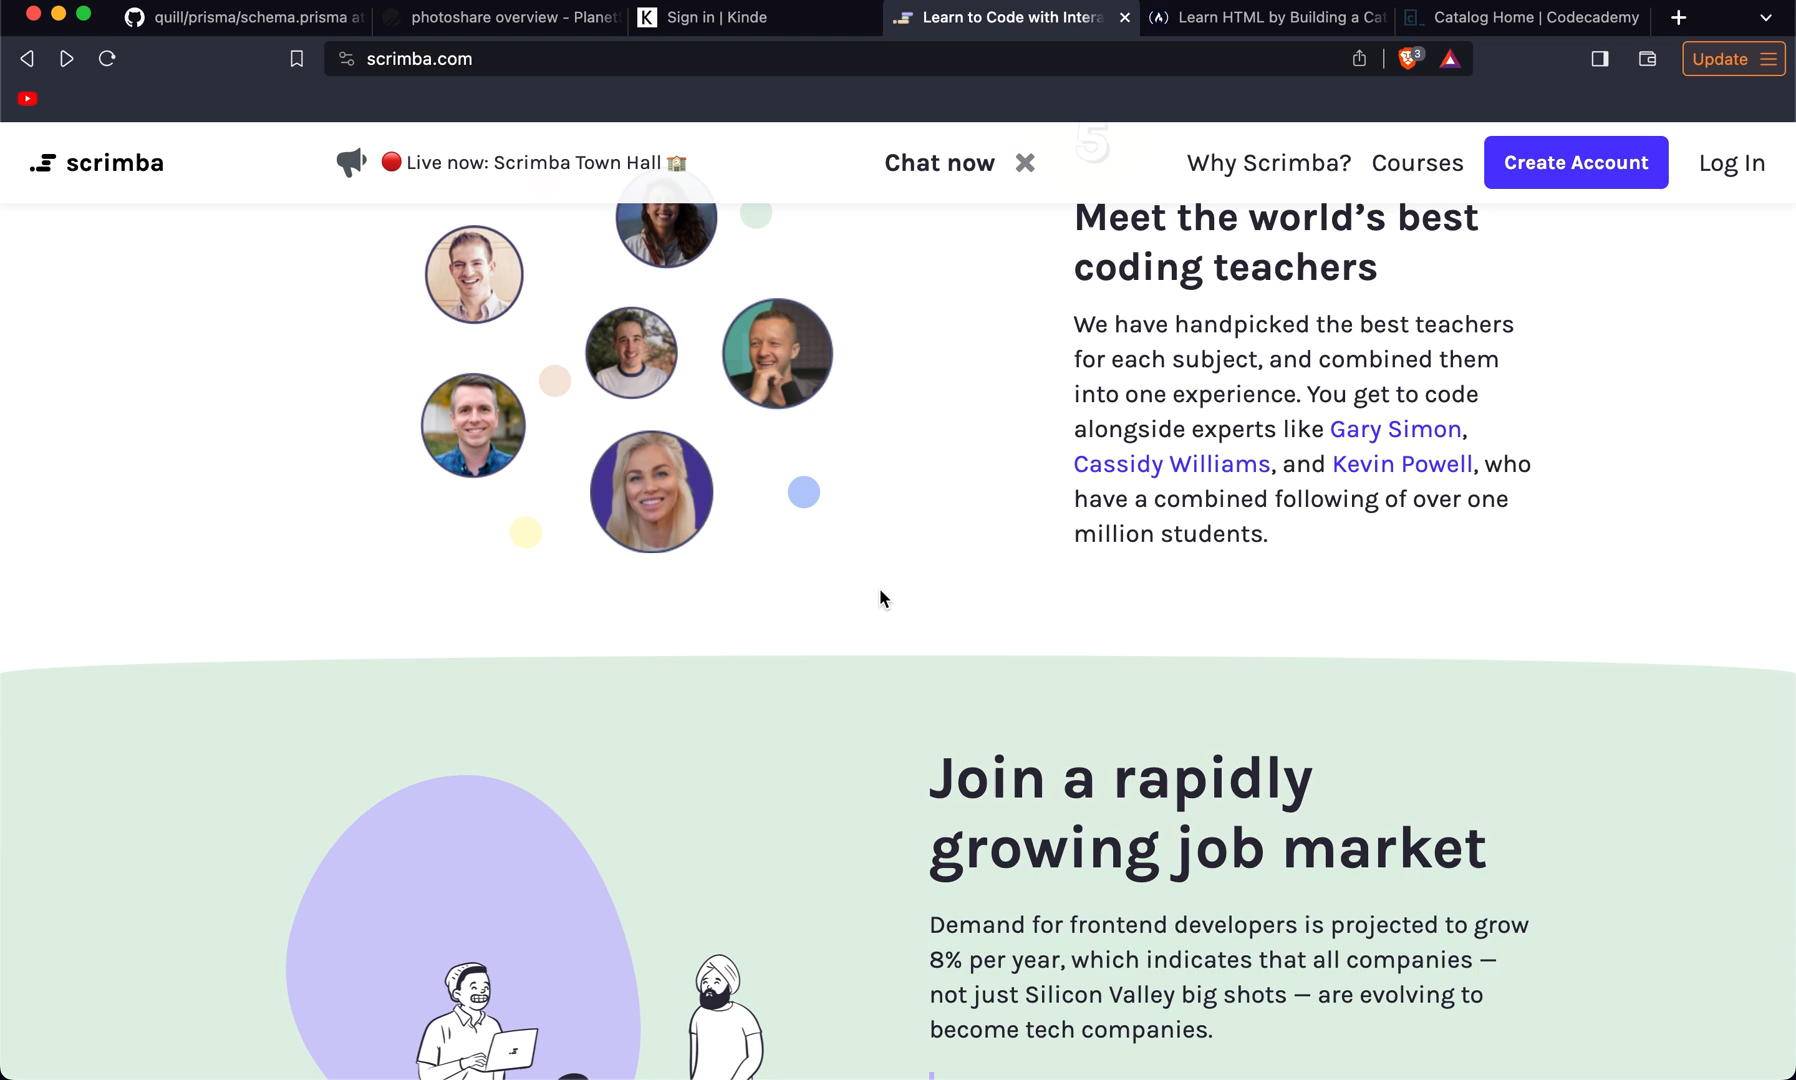 quill/prisma/schema.prisma at
photoshare overview - Planet
K Sign in | Kinde
Learn to Code with Intera
Learn HTML by Building a Cat
Catalog Home | Codecademy
scrimba.com
3
Update
scrimba
Live now: Scrimba Town Hall
Chat now
5
Why Scrimba?
Courses
Create Account
Log In
Meet the world’s best
coding teachers
We have handpicked the best teachers
for each subject, and combined them
into one experience. You get to code
alongside experts like Gary Simon,
Cassidy Williams, and Kevin Powell, who
have a combined following of over one
million students.
Join a rapidly
growing job market
Demand for frontend developers is projected to grow
8% per year, which indicates that all companies —
not just Silicon Valley big shots — are evolving to
become tech companies.